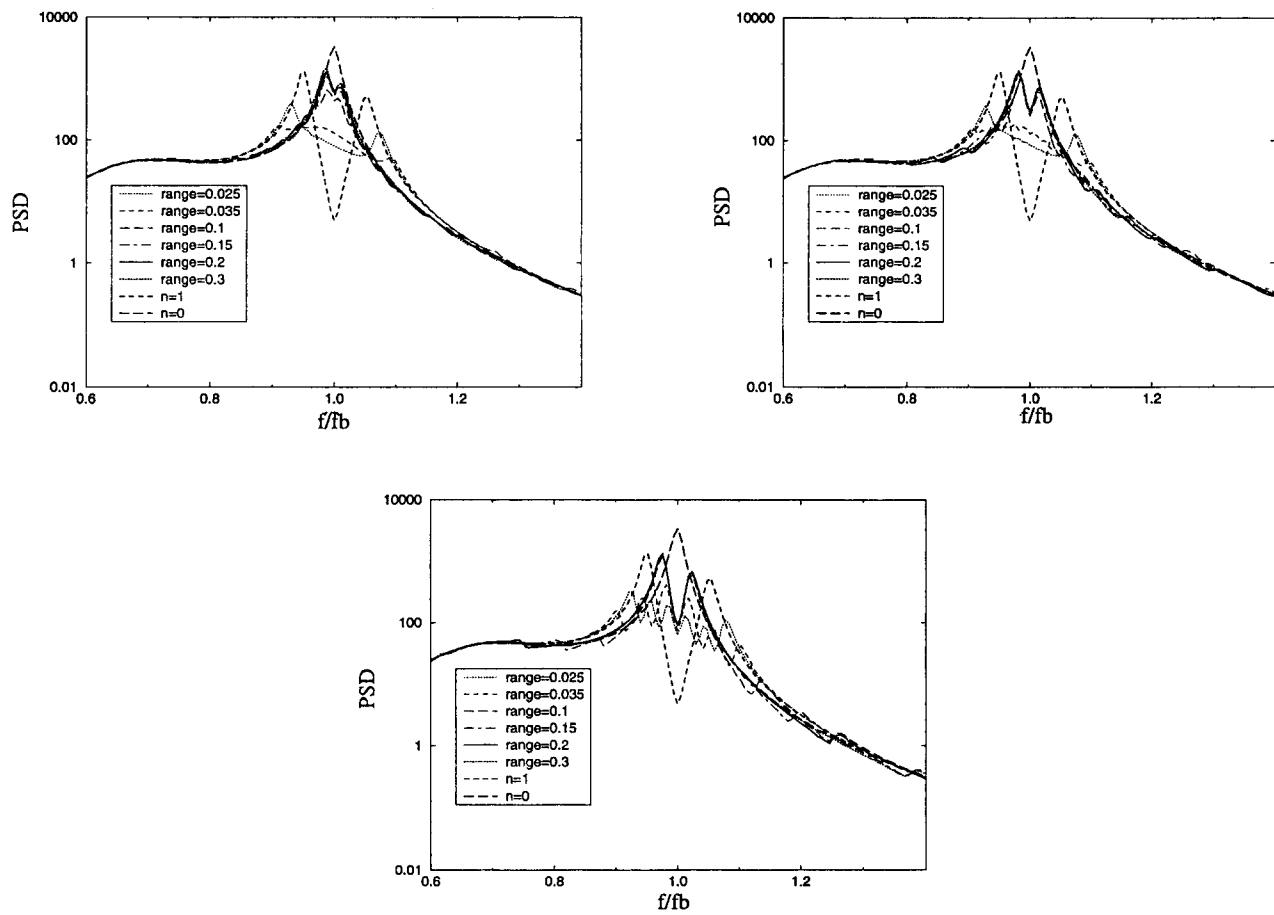 10000
100
1
0.01
PSD
range=0.025
range=0.035
range=0.1
range=0.15
range=0.2
range=0.3
n=1
n=0
0.6
0.8
1.0
1.2
f/fb
10000
100
1
0.01
PSD
range=0.025
range=0.035
range=0.1
range=0.15
range=0.2
range=0.3
n=1
n=0
0.6
0.8
1.0
1.2
f/fb
10000
100
1
0.01
PSD
range=0.025
range=0.035
range=0.1
range=0.15
range=0.2
range=0.3
n=1
n=0
0.6
0.8
1.0
1.2
f/fb